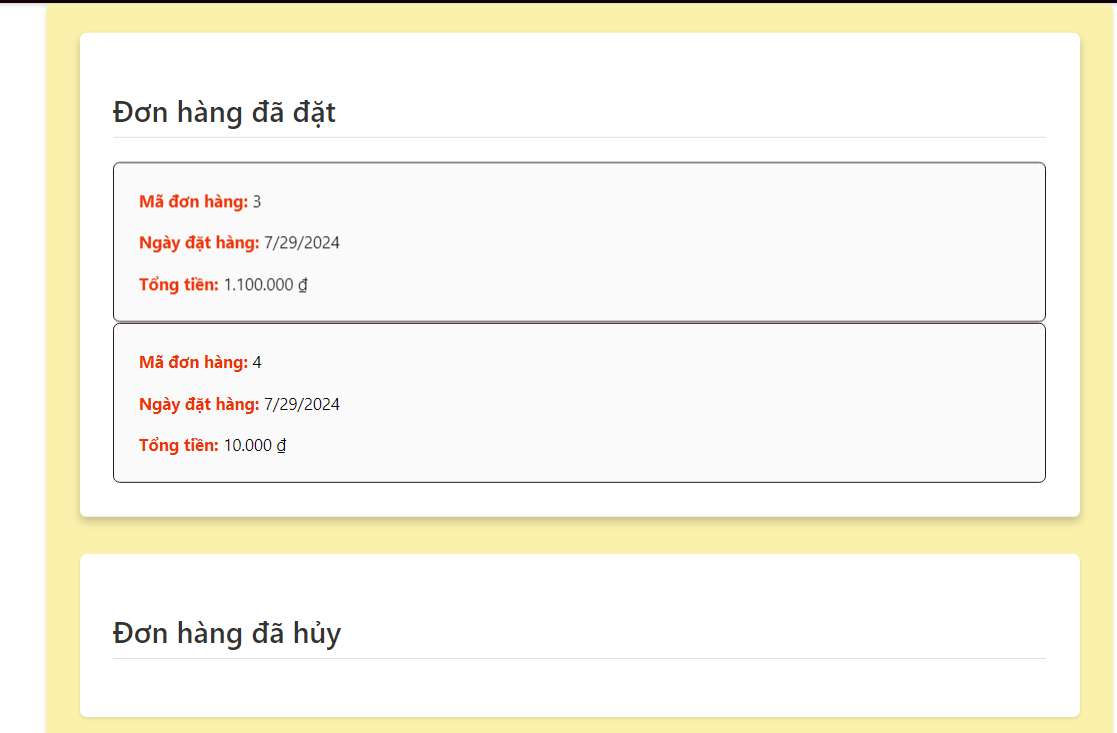 Đơn hàng đã đặt
Mã đơn hàng: 3
Ngày đặt hàng: 7/29/2024
Tổng tiền: 1.100.000 ₫
Mã đơn hàng: 4
Ngày đặt hàng: 7/29/2024
Tổng tiền: 10.000 ₫
Đơn hàng đã hủy